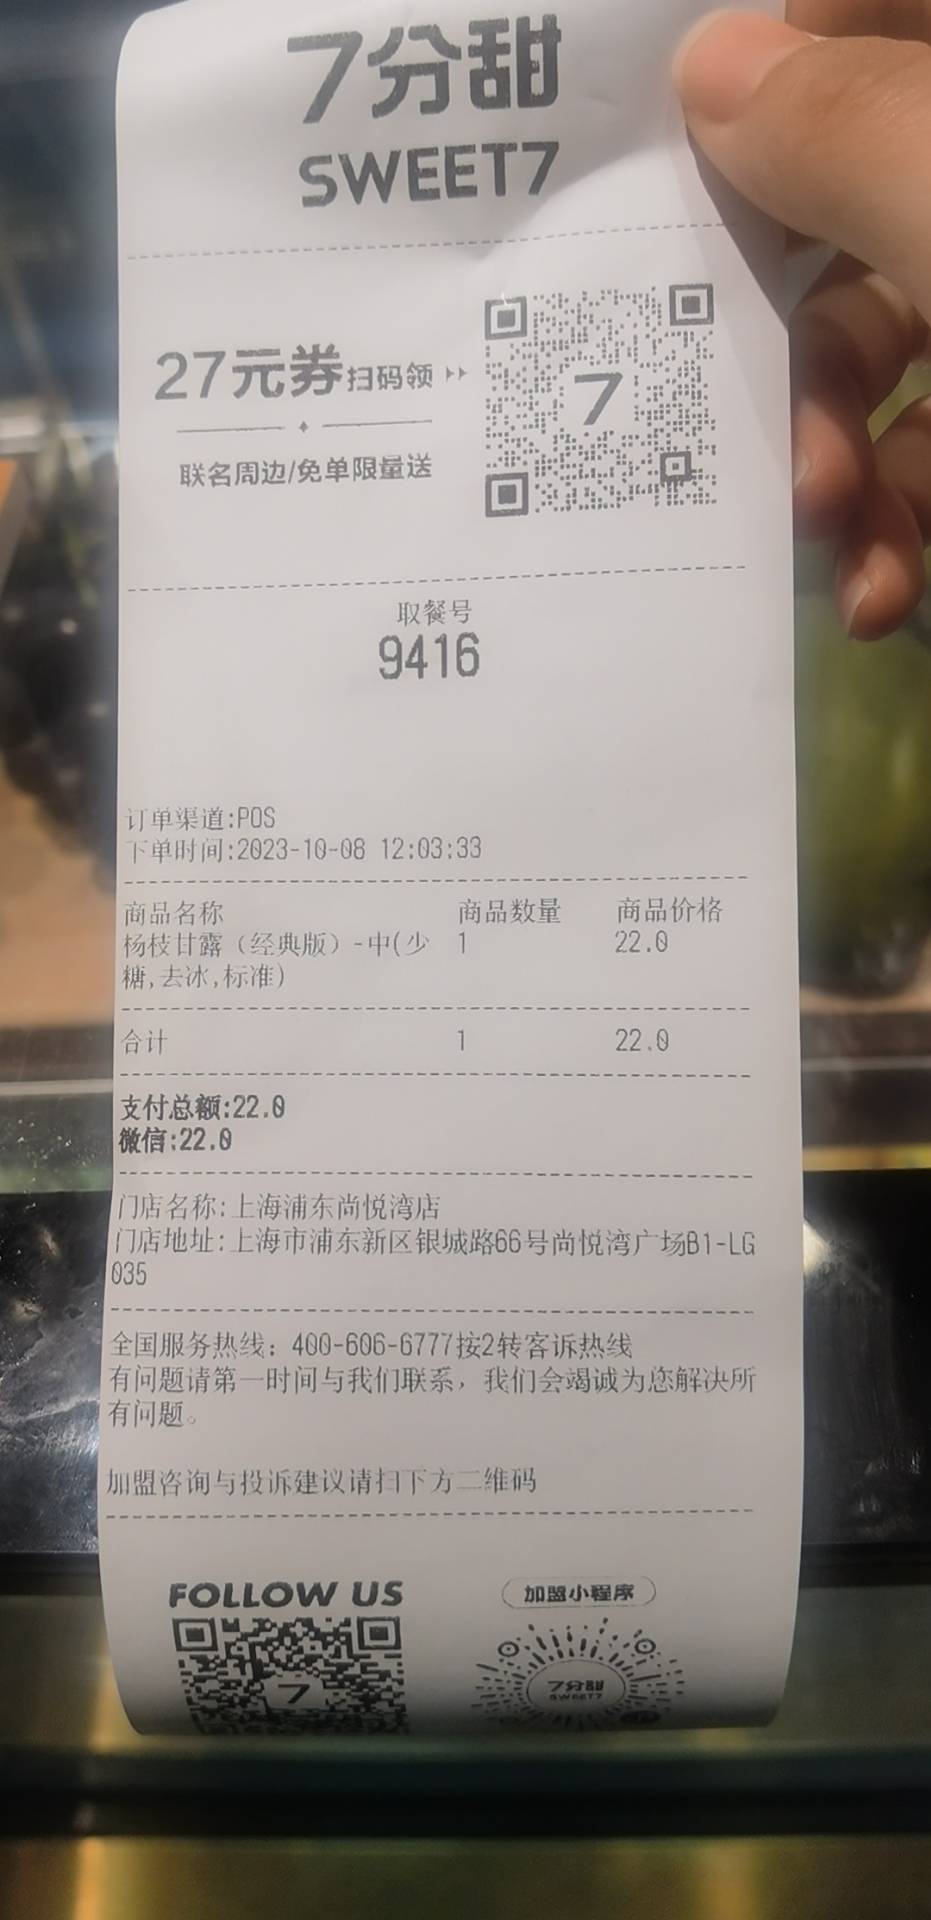 7分甜
SWEET7
27元券扫码领
联名周边/免单限量送
7
取餐号
9416
订单渠道:POS
下单时间:2023-10-08 12:03:33
商品名称 商品数量 商品价格
杨枝甘露（经典版）-中(少 1 22.0
糖,去冰,标准)
合计 1 22.0
支付总额:22.0
微信:22.0
门店名称:上海浦东尚悦湾店
门店地址:上海市浦东新区银城路66号尚悦湾广场B1-LG
035
全国服务热线：400-606-6777按2转客诉热线
有问题请第一时间与我们联系，我们会竭诚为您解决所
有问题。
加盟咨询与投诉建议请扫下方二维码
FOLLOW US 加盟小程序
7 7分甜
SWEET7